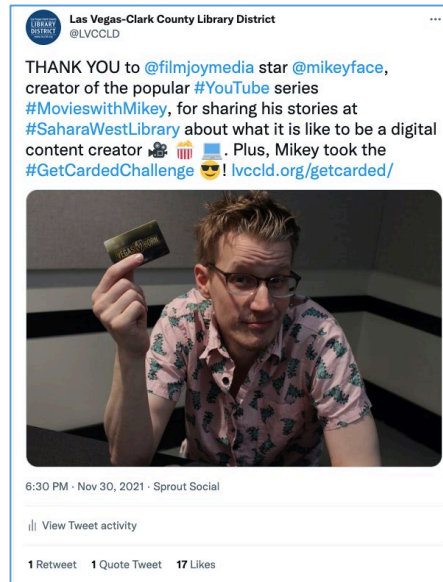 LIBRARY
DISTRICT
Las Vegas-Clark County Library District
@LVCCLD
THANK YOU to @filmjoymedia star @mikeyface,
creator of the popular #YouTube series
#MovieswithMikey, for sharing his stories at
#SaharaWestLibrary about what it is like to be a digital
content creator 🎥 🍿 💻. Plus, Mikey took the
#GetCardedChallenge 😎! lvccld.org/getcarded/
6:30 PM · Nov 30, 2021 · Sprout Social
View Tweet activity
1 Retweet 1 Quote Tweet 17 Likes